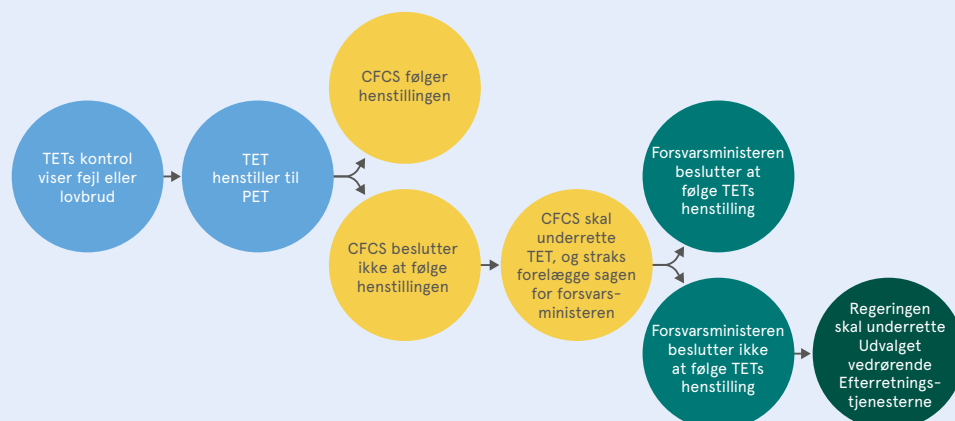 TETs kontrol
viser fejl eller
lovbrud
TET
henstiller til
PET
CFCS følger
henstillingen
CFCS beslutter
ikke at følge
henstillingen
CFCS skal
underrette
TET, og straks
forelægge sagen
for forsvars-
ministeren
Forsvarsministeren
beslutter at
følge TETs
henstilling
Forsvarsministeren
beslutter ikke
at følge TETs
henstilling
Regeringen
skal underrette
Udvalget
vedrørende
Efterretnings-
tjenesterne